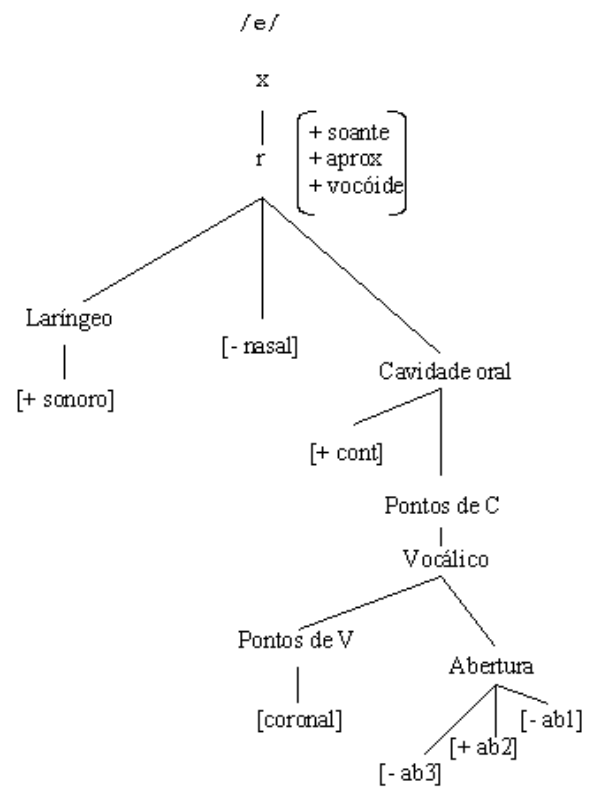 /e/
x
r
+ soante
+ aprox
+ vocóide
Laríngeo
[+ sonoro]
[- nasal]
Cavidade oral
[+ cont]
Pontos de C
Vocálico
Pontos de V
[coronal]
Abertura
[- ab3]
[+ ab2]
[- ab1]